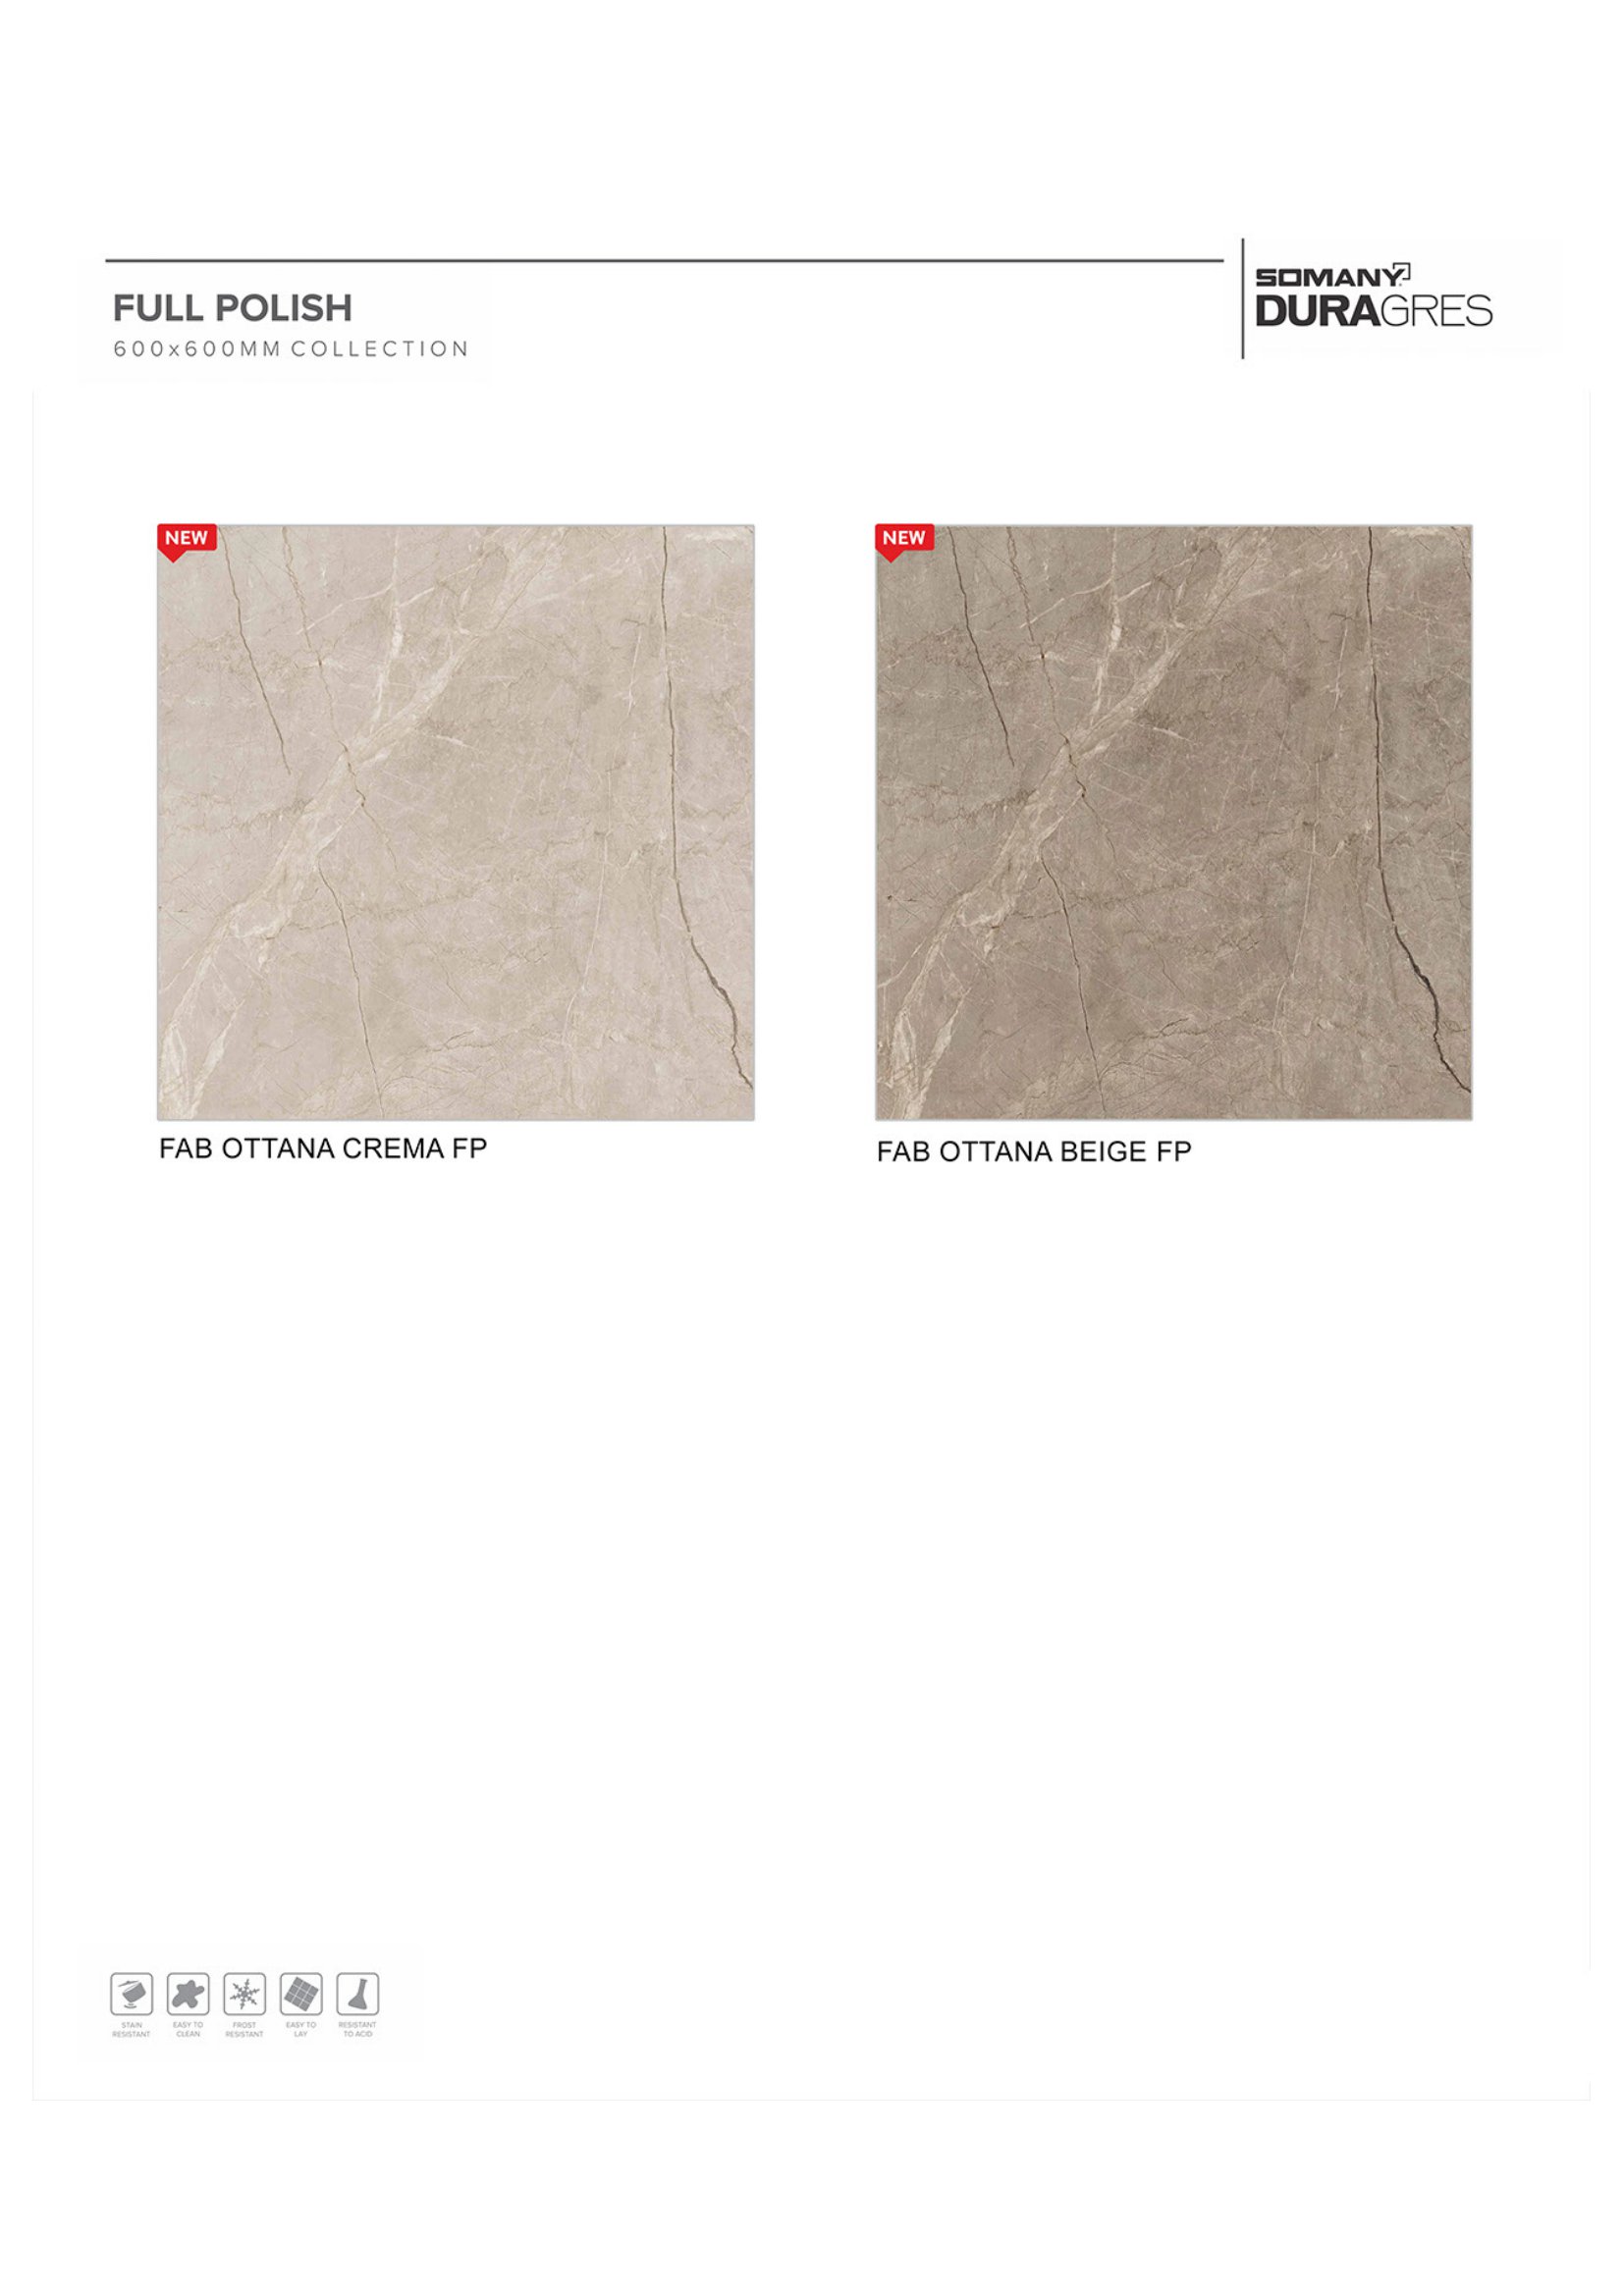 SOMANY
DURAGRES
FULL POLISH
600x600MM COLLECTION
NEW
NEW
FAB OTTANA CREMA FP
FAB OTTANA BEIGE FP
STAIN
RESISTANT
EASY TO
CLEAN
FROST
RESISTANT
EASY TO
LAY
RESISTANT
TO ACID